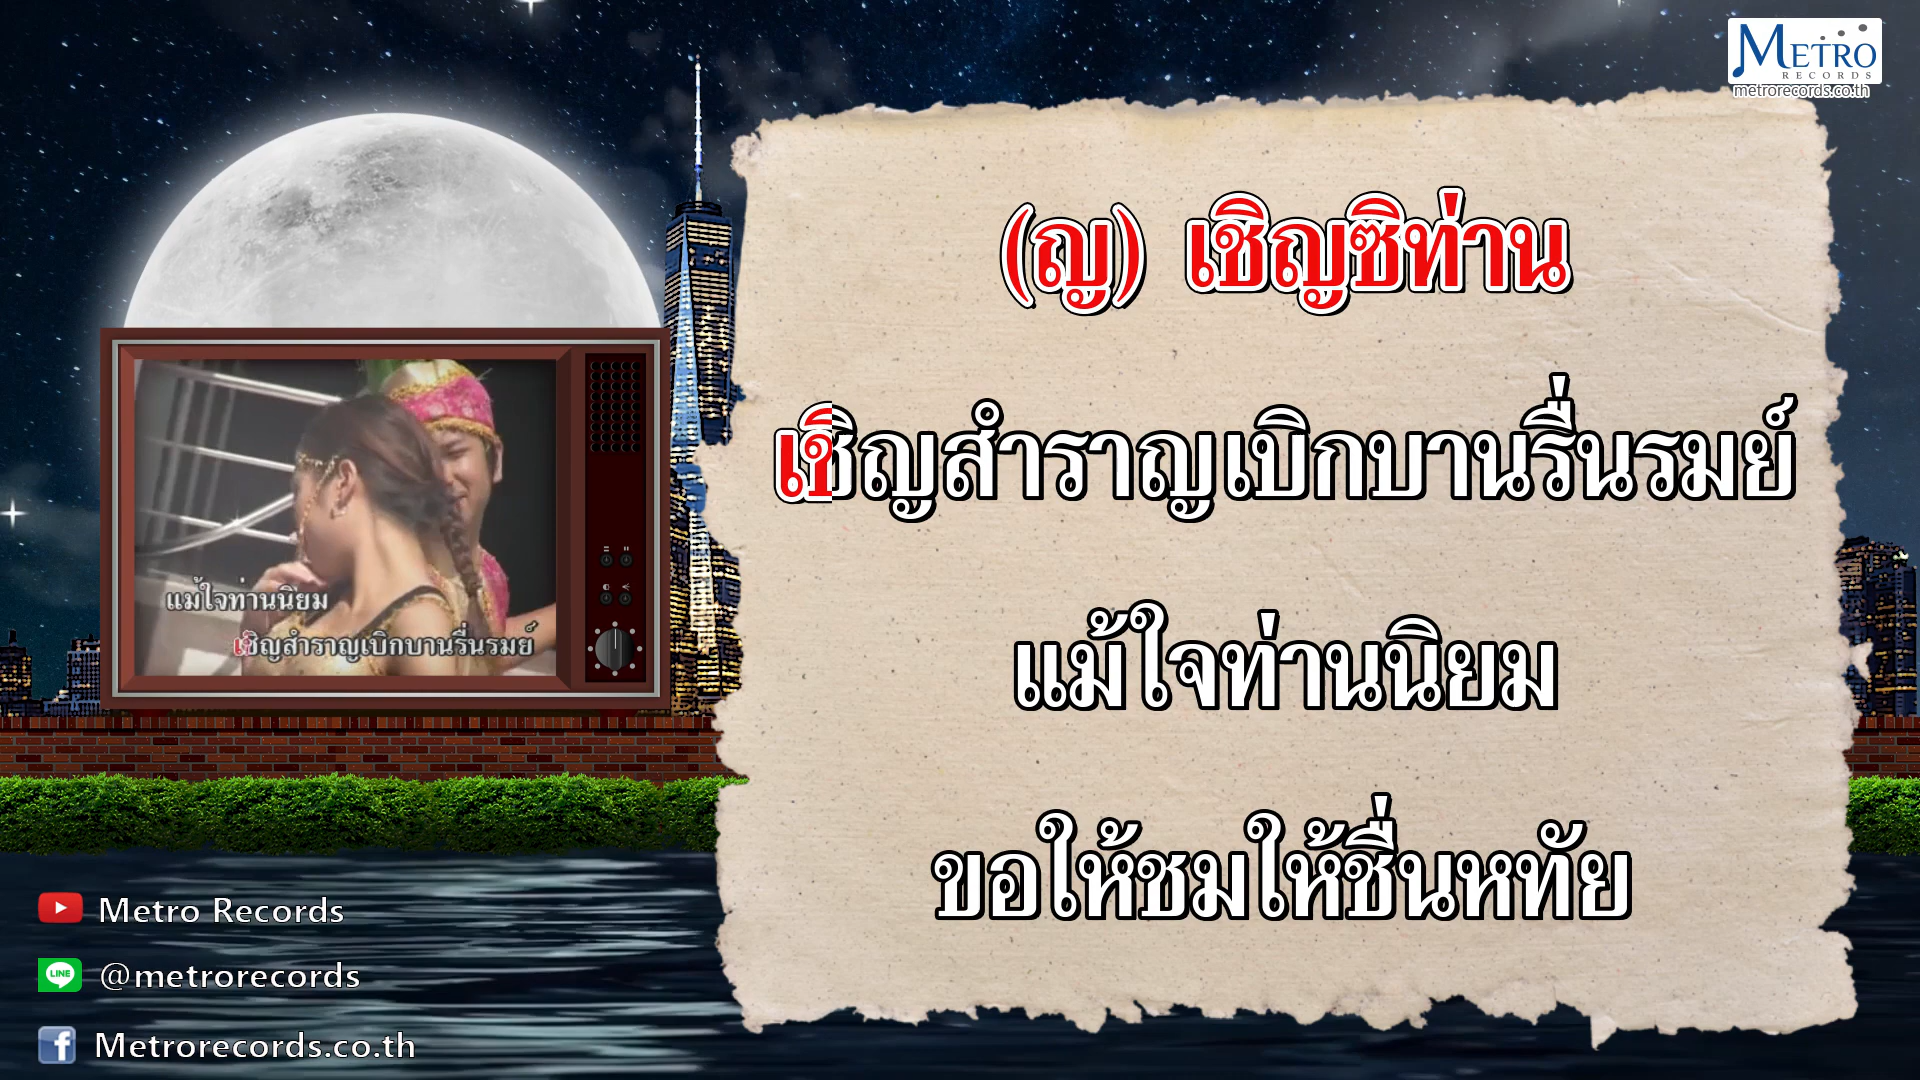 METRO
RECORDS
metrorecords.co.th
(ญ) เชิญซิท่าน
เชิญสำราญเบิกบานรื่นรมย์
แม้ใจท่านนิยม
ขอให้ชมให้ชื่นหทัย
แม้ใจท่านนิยม
เชิญสำราญเบิกบานรื่นรมย์
Metro Records
LINE
@metrorecords
f
Metrorecords.co.th